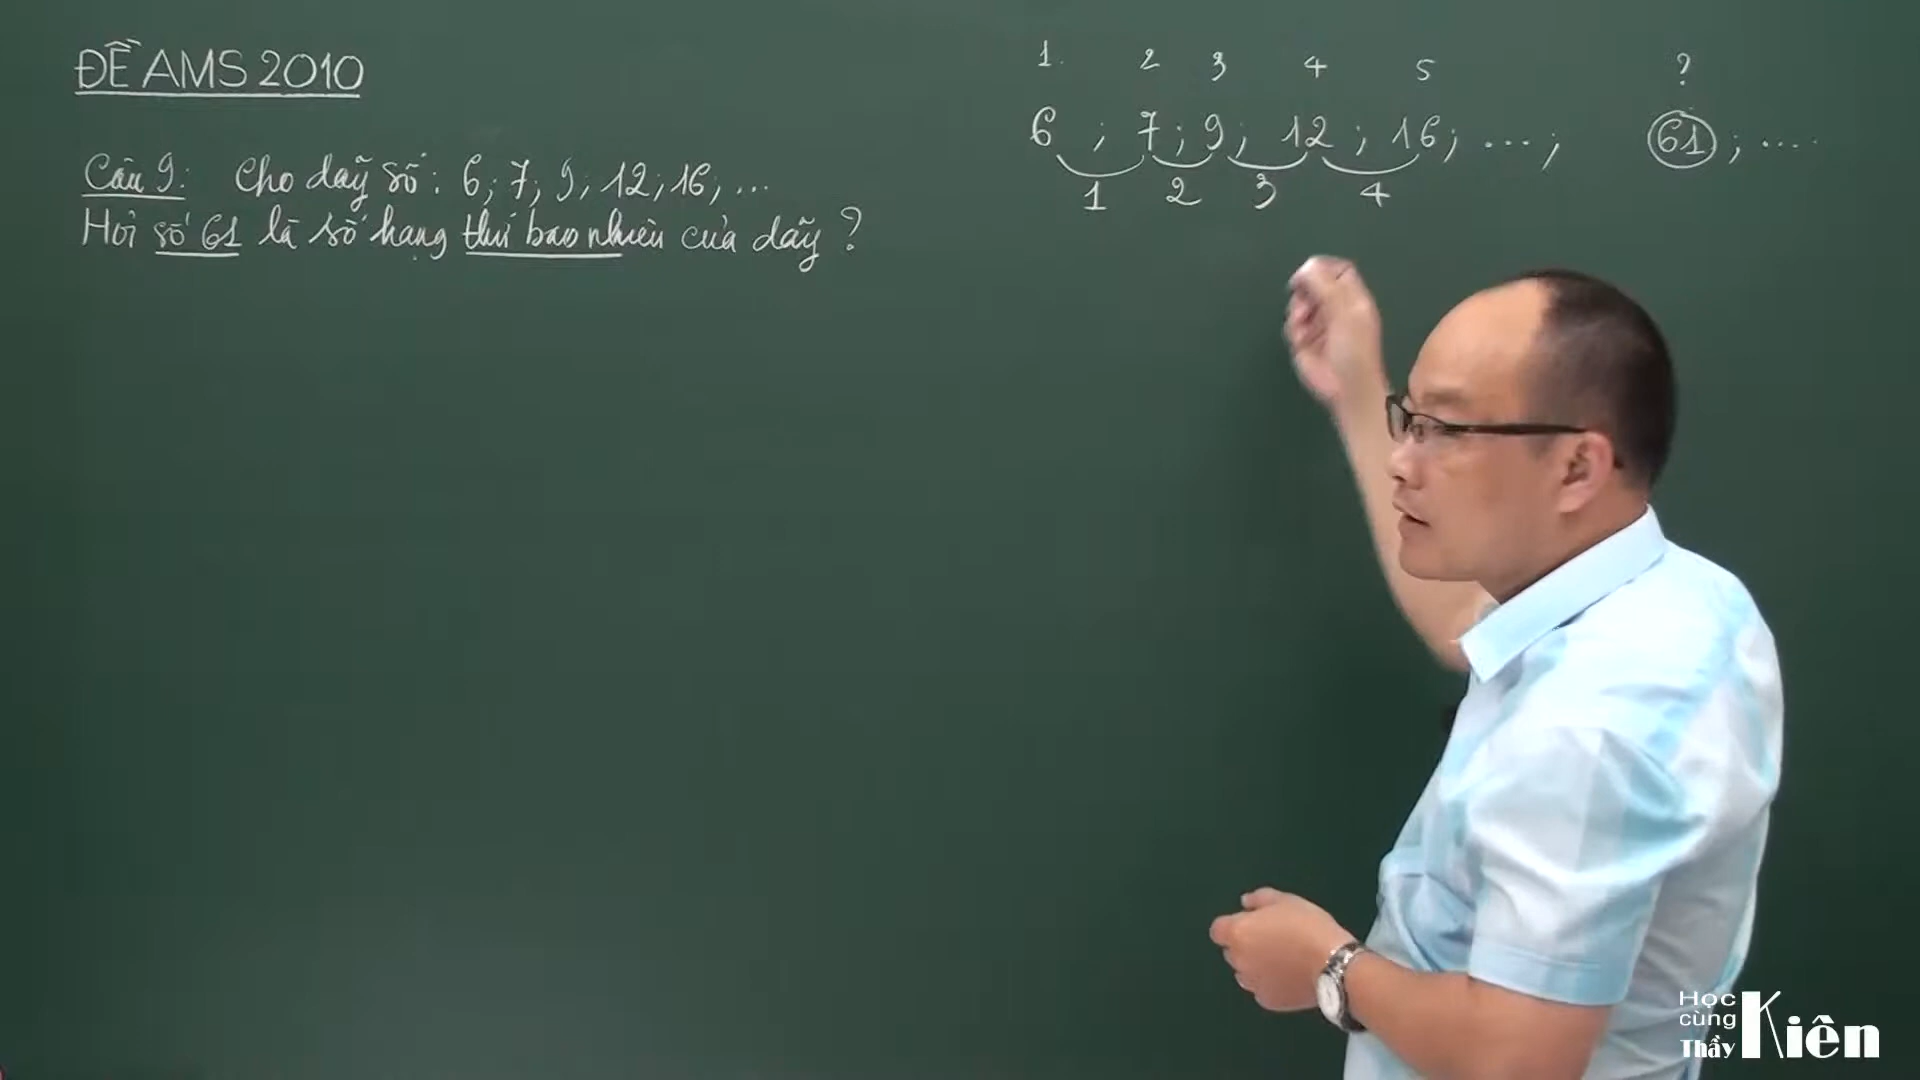 ĐỀ AMS 2010
Câu 9: Cho dãy số: 6; 7; 9; 12; 16; ...
Hỏi số 61 là số hạng thứ bao nhiêu của dãy ?
1. 2 3 4 5 ?
6 ; 7 ; 9 ; 12 ; 16 ; ... ; 61 ; ....
1 2 3 4
Học
cùng
Thầy Kiên